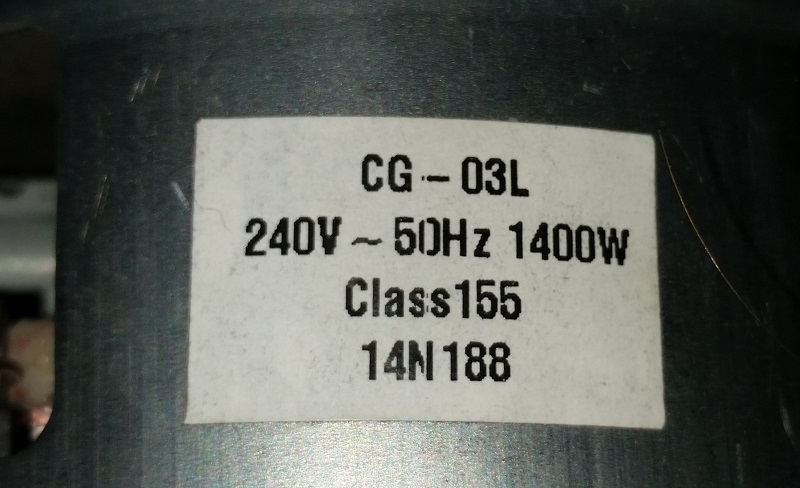 CG-03L
240V ~ 50Hz 1400W
Class155
14N188